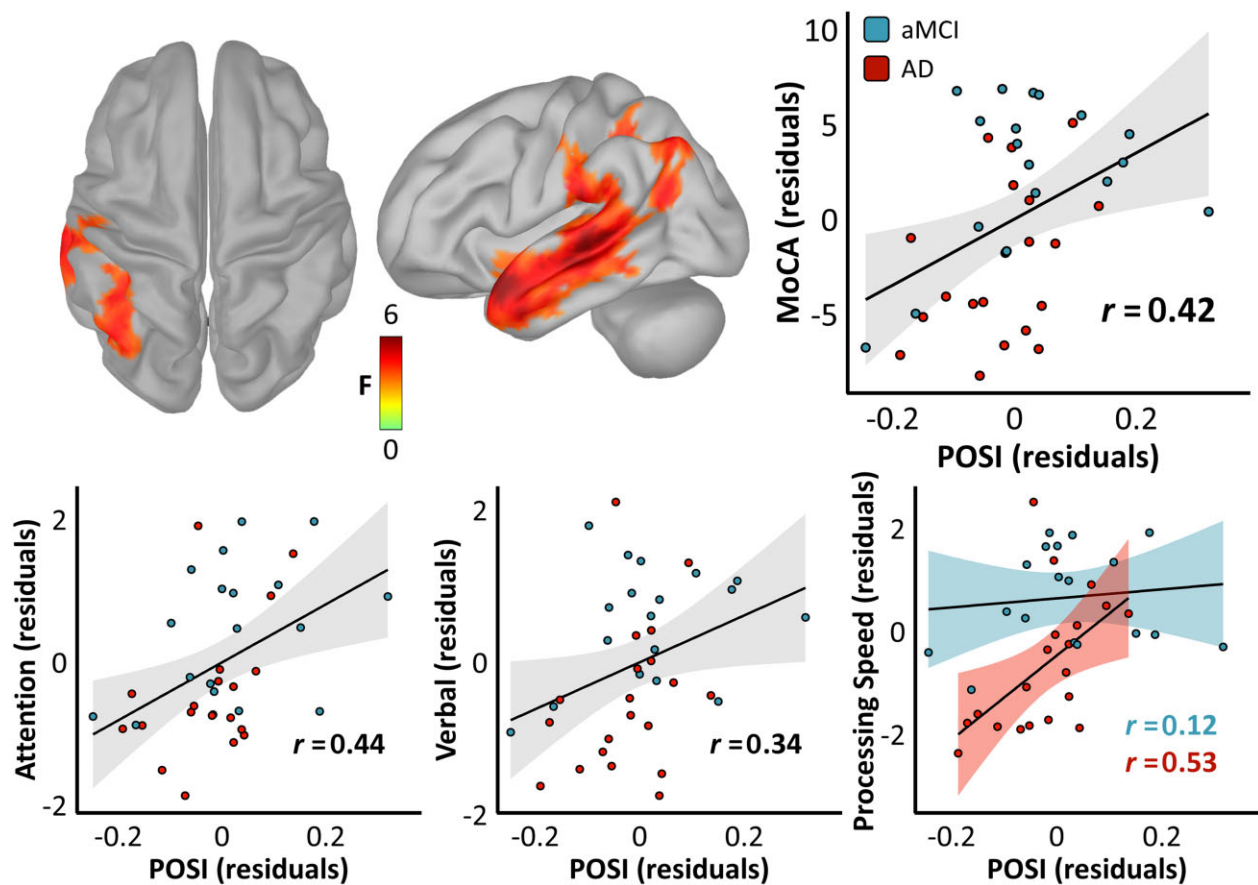 6
F
0
aMCI
AD
10
5
0
-5
MoCA (residuals)
r = 0.42
-0.2 0 0.2
POSI (residuals)
2
0
-2
Attention (residuals)
r = 0.44
-0.2 0 0.2
POSI (residuals)
2
0
-2
Verbal (residuals)
r = 0.34
-0.2 0 0.2
POSI (residuals)
2
0
-2
Processing Speed (residuals)
r = 0.12
r = 0.53
-0.2 0 0.2
POSI (residuals)